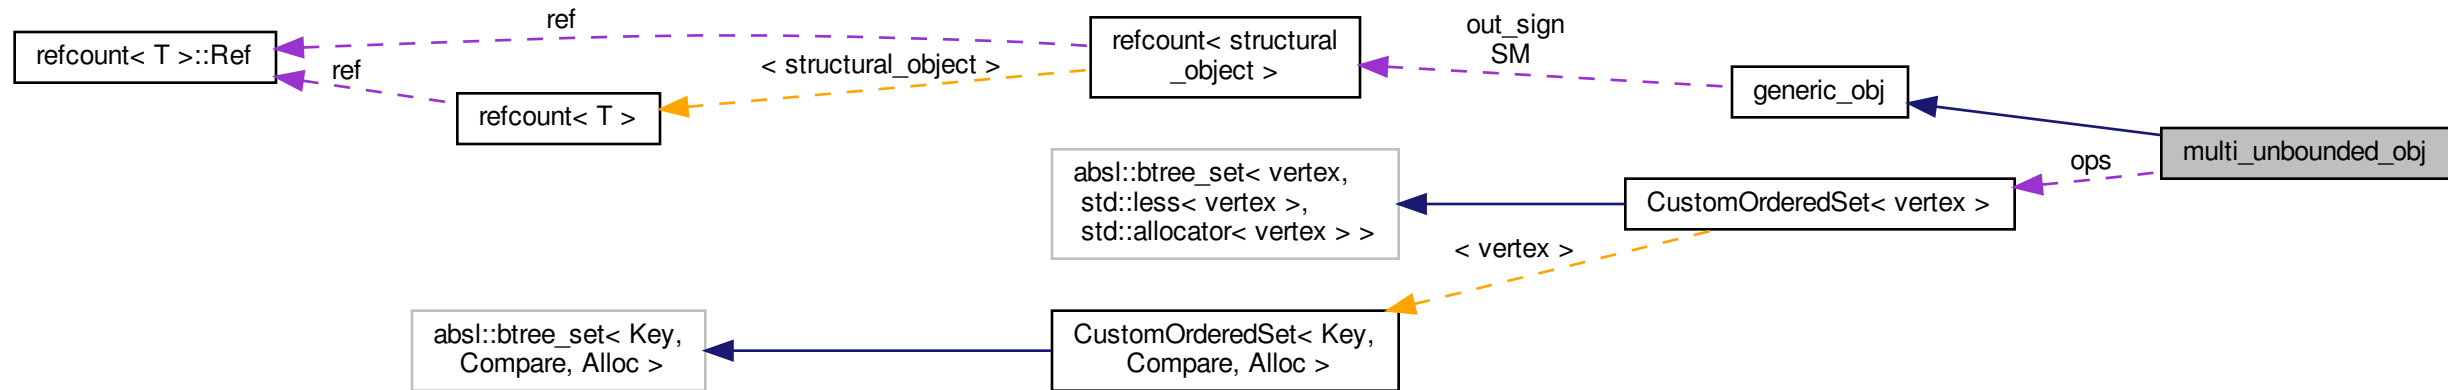 refcount< T >::Ref
ref
ref
refcount< T >
< structural_object >
refcount< structural
_object >
out_sign
SM
generic_obj
multi_unbounded_obj
ops
absl::btree_set< vertex,
std::less< vertex >,
std::allocator< vertex > >
CustomOrderedSet< vertex >
< vertex >
absl::btree_set< Key,
Compare, Alloc >
CustomOrderedSet< Key,
Compare, Alloc >